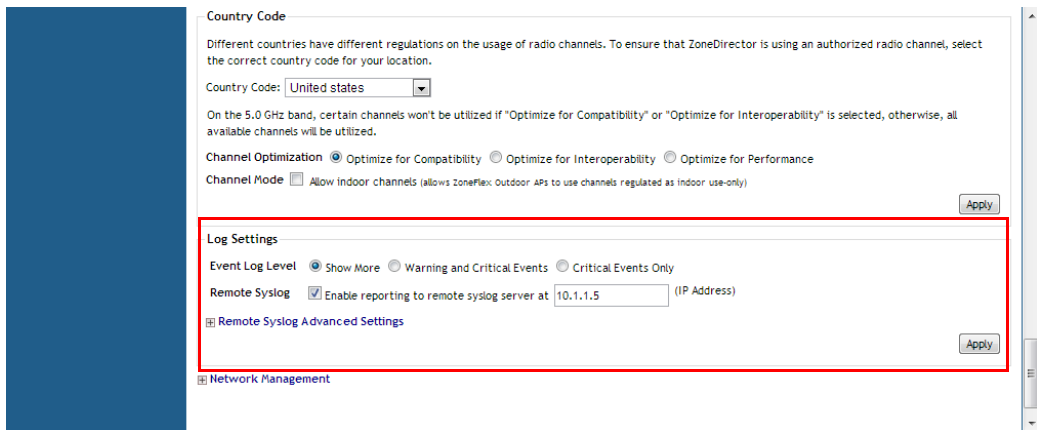 Country Code
Different countries have different regulations on the usage of radio channels. To ensure that ZoneDirector is using an authorized radio channel, select
the correct country code for your location.
Country Code: United states
On the 5.0 GHz band, certain channels won't be utilized if "Optimize for Compatibility" or "Optimize for Interoperability" is selected, otherwise, all
available channels will be utilized.
Channel Optimization Optimize for Compatibility Optimize for Interoperability Optimize for Performance
Channel Mode Allow indoor channels (allows ZoneFlex Outdoor APs to use channels regulated as indoor use-only)
Apply
Log Settings
Event Log Level Show More Warning and Critical Events Critical Events Only
Remote Syslog Enable reporting to remote syslog server at 10.1.1.5 (IP Address)
Remote Syslog Advanced Settings
Apply
Network Management